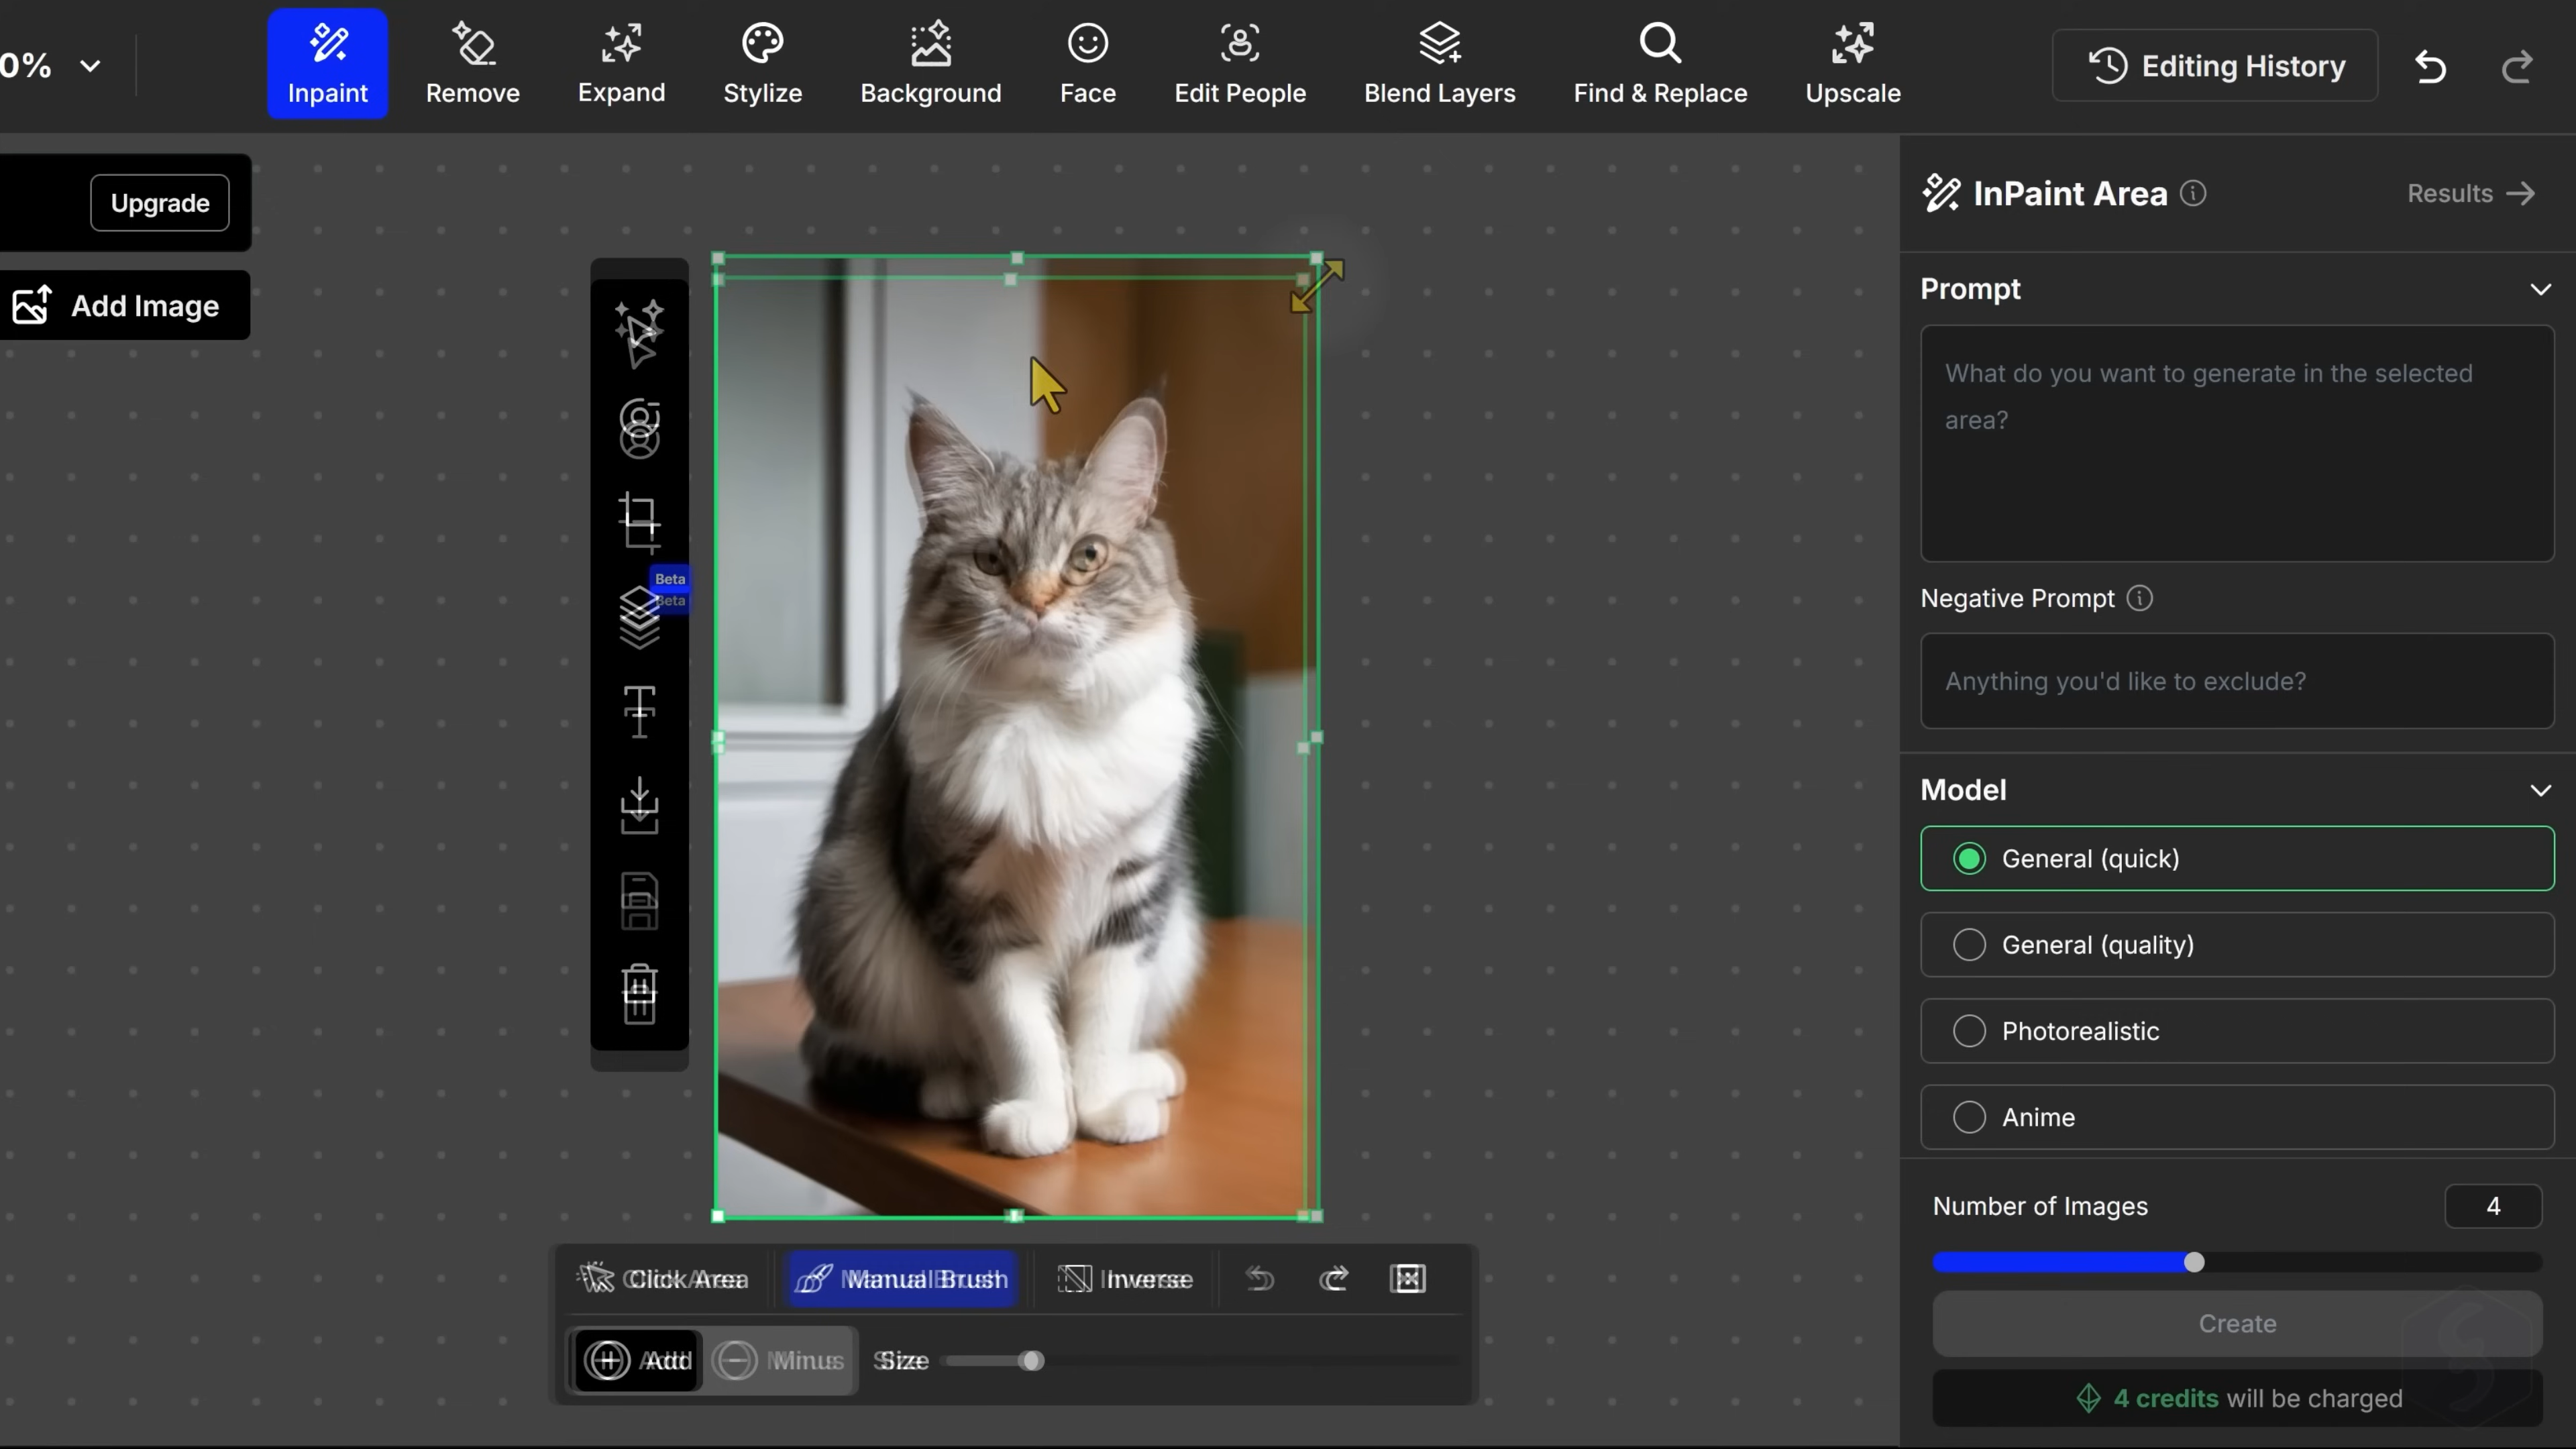 0%
Inpaint
Remove
Expand
Stylize
Background
Face
Edit People
Blend Layers
Find & Replace
Upscale
Editing History
Upgrade
Add Image
InPaint Area
Results
Prompt
What do you want to generate in the selected
area?
Negative Prompt
Anything you'd like to exclude?
Model
General (quick)
General (quality)
Photorealistic
Anime
Number of Images
4
Create
4 credits will be charged
Beta
Beta
Click Area
Manual Brush
Inverse
Add
Minus
Size